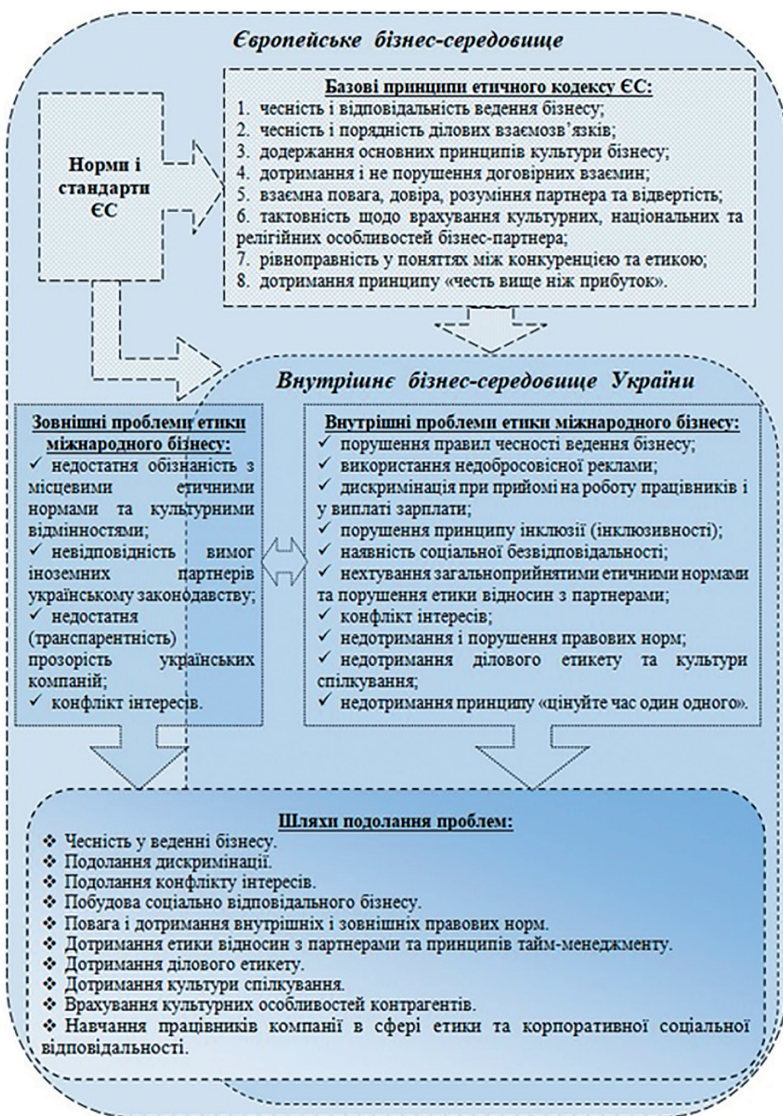 Європейське бізнес-середовище
Норми і
стандарти
ЄС
Базові принципи етичного кодексу ЄС:
1. чесність і відповідальність ведення бізнесу;
2. чесність і порядність ділових взаємозв’язків;
3. додержання основних принципів культури бізнесу;
4. дотримання і не порушення договірних взаємин;
5. взаємна повага, довіра, розуміння партнера та відвертість;
6. тактовність щодо врахування культурних, національних та
релігійних особливостей бізнес-партнера;
7. рівноправність у поняттях між конкуренцією та етикою;
8. дотримання принципу «честь вище ніж прибуток».
Внутрішнє бізнес-середовище України
Зовнішні проблеми етики
міжнародного бізнесу:
✓ недостатня обізнаність з
місцевими етичними
нормами та культурними
відмінностями;
✓ невідповідність вимог
іноземних партнерів
українському законодавству;
✓ недостатня
(транспарентність)
прозорість українських
компаній;
✓ конфлікт інтересів.
Внутрішні проблеми етики міжнародного бізнесу:
✓ порушення правил чесності ведення бізнесу;
✓ використання недобросовісної реклами;
✓ дискримінація при прийомі на роботу працівників і
у виплаті зарплати;
✓ порушення принципу інклюзії (інклюзивності);
✓ наявність соціальної безвідповідальності;
✓ нехтування загальноприйнятими етичними нормами
та порушення етики відносин з партнерами;
✓ конфлікт інтересів;
✓ недотримання і порушення правових норм;
✓ недотримання ділового етикету та культури
спілкування;
✓ недотримання принципу «цінуйте час один одного».
Шляхи подолання проблем:
❖ Чесність у веденні бізнесу.
❖ Подолання дискримінації.
❖ Подолання конфлікту інтересів.
❖ Побудова соціально відповідального бізнесу.
❖ Повага і дотримання внутрішніх і зовнішніх правових норм.
❖ Дотримання етики відносин з партнерами та принципів тайм-менеджменту.
❖ Дотримання ділового етикету.
❖ Дотримання культури спілкування.
❖ Врахування культурних особливостей контрагентів.
❖ Навчання працівників компанії в сфері етики та корпоративної соціальної
відповідальності.